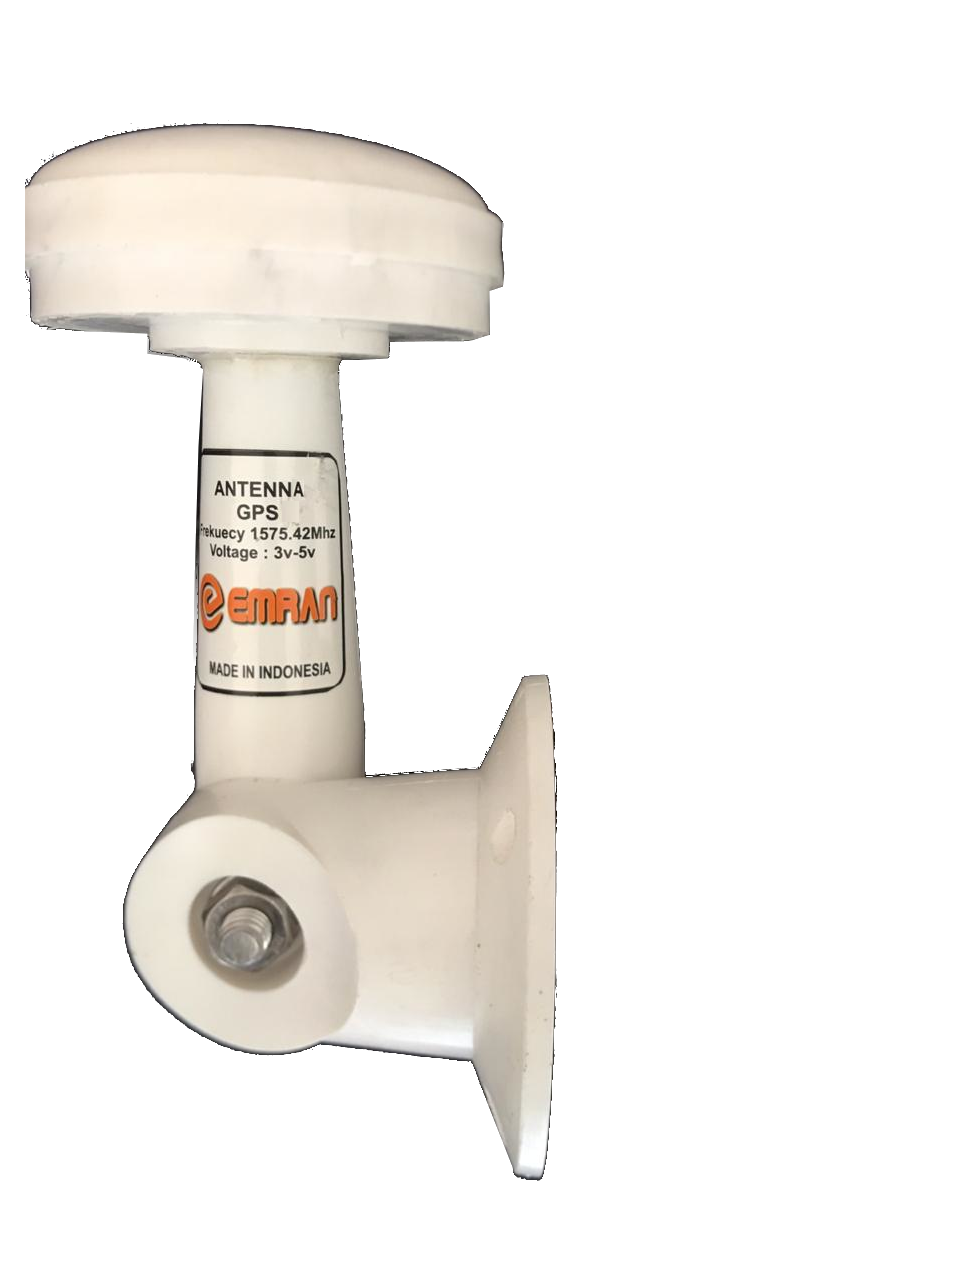 ANTENNA
GPS
Frekuecy 1575.42Mhz
Voltage : 3v-5v
e EMRAN
MADE IN INDONESIA